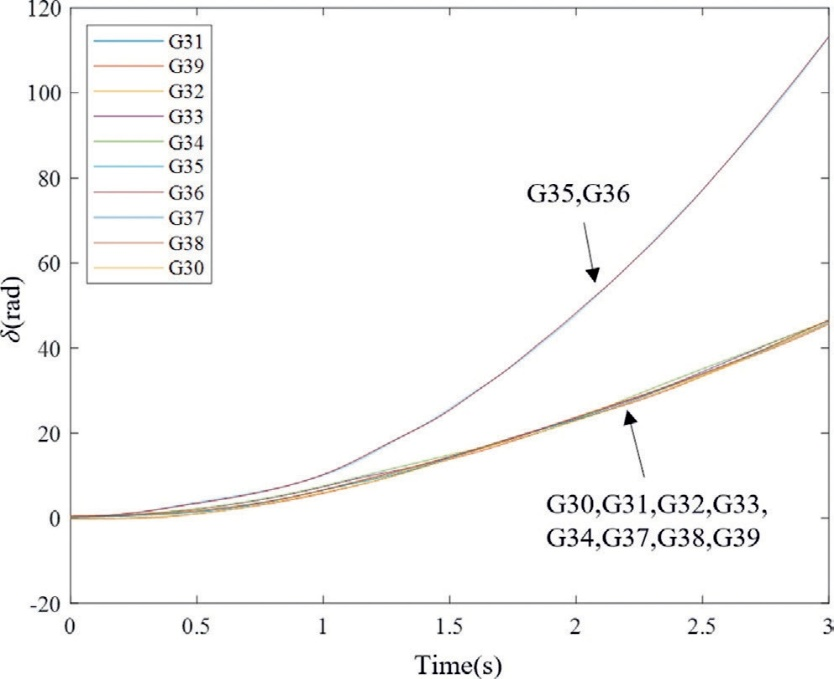 120
100
80
60
40
20
0
-20
δ(rad)
G31
G39
G32
G33
G34
G35
G36
G37
G38
G30
G35,G36
G30,G31,G32,G33,
G34,G37,G38,G39
0 0.5 1 1.5 2 2.5 3
Time(s)